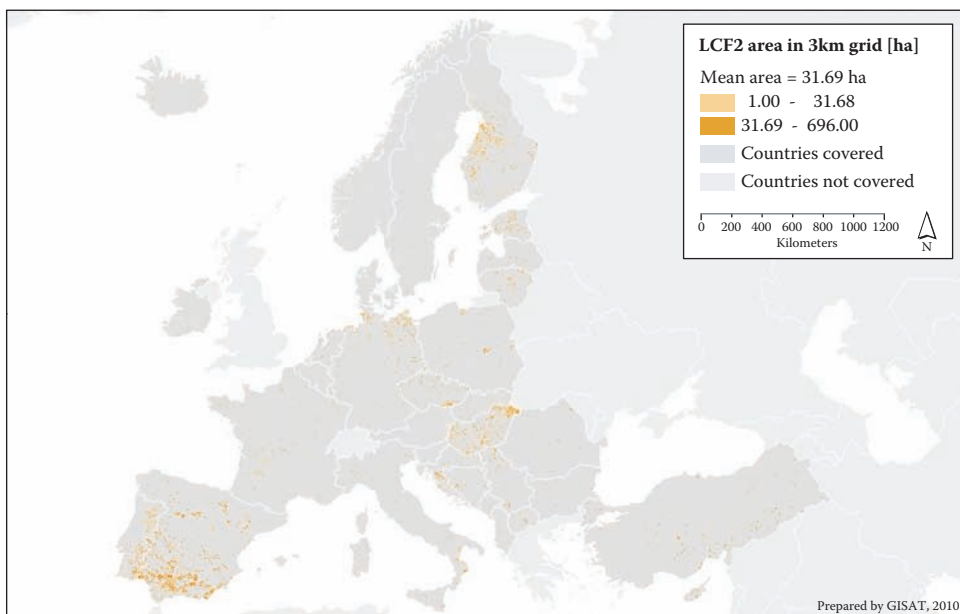 LCF2 area in 3km grid [ha]
Mean area = 31.69 ha
1.00 - 31.68
31.69 - 696.00
Countries covered
Countries not covered
0 200 400 600 800 1000 1200
Kilometers
N
Prepared by GISAT, 2010